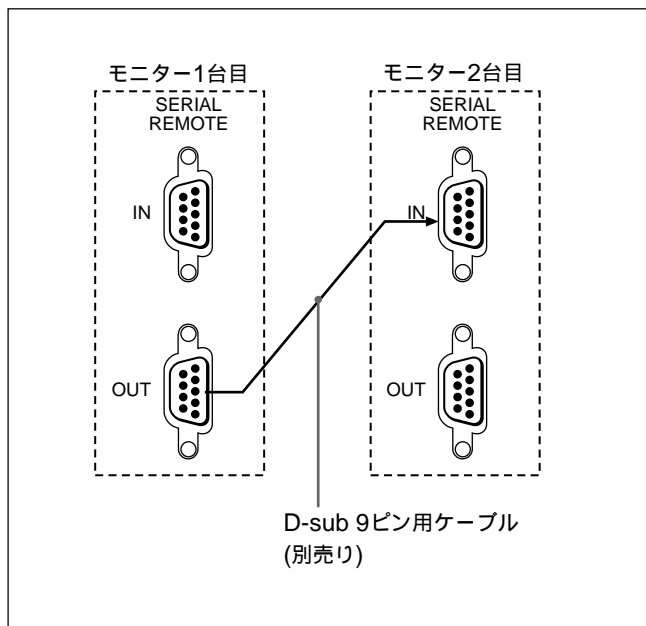 モニター1台目
SERIAL
REMOTE
IN
OUT
モニター2台目
SERIAL
REMOTE
IN
OUT
D-sub 9ピン用ケーブル
(別売り)